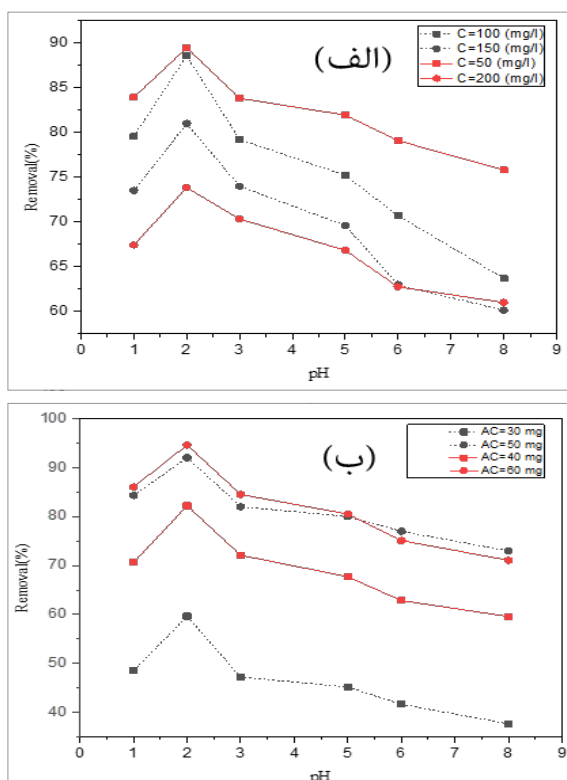 (الف)
C=100 (mg/l)
C=150 (mg/l)
C=50 (mg/l)
C=200 (mg/l)
Removal(%)
90
85
80
75
70
65
60
0 1 2 3 4 5 6 7 8 9
pH
(ب)
AC=30 mg
AC=50 mg
AC=40 mg
AC=60 mg
Removal(%)
100
90
80
70
60
50
40
0 1 2 3 4 5 6 7 8 9
pH